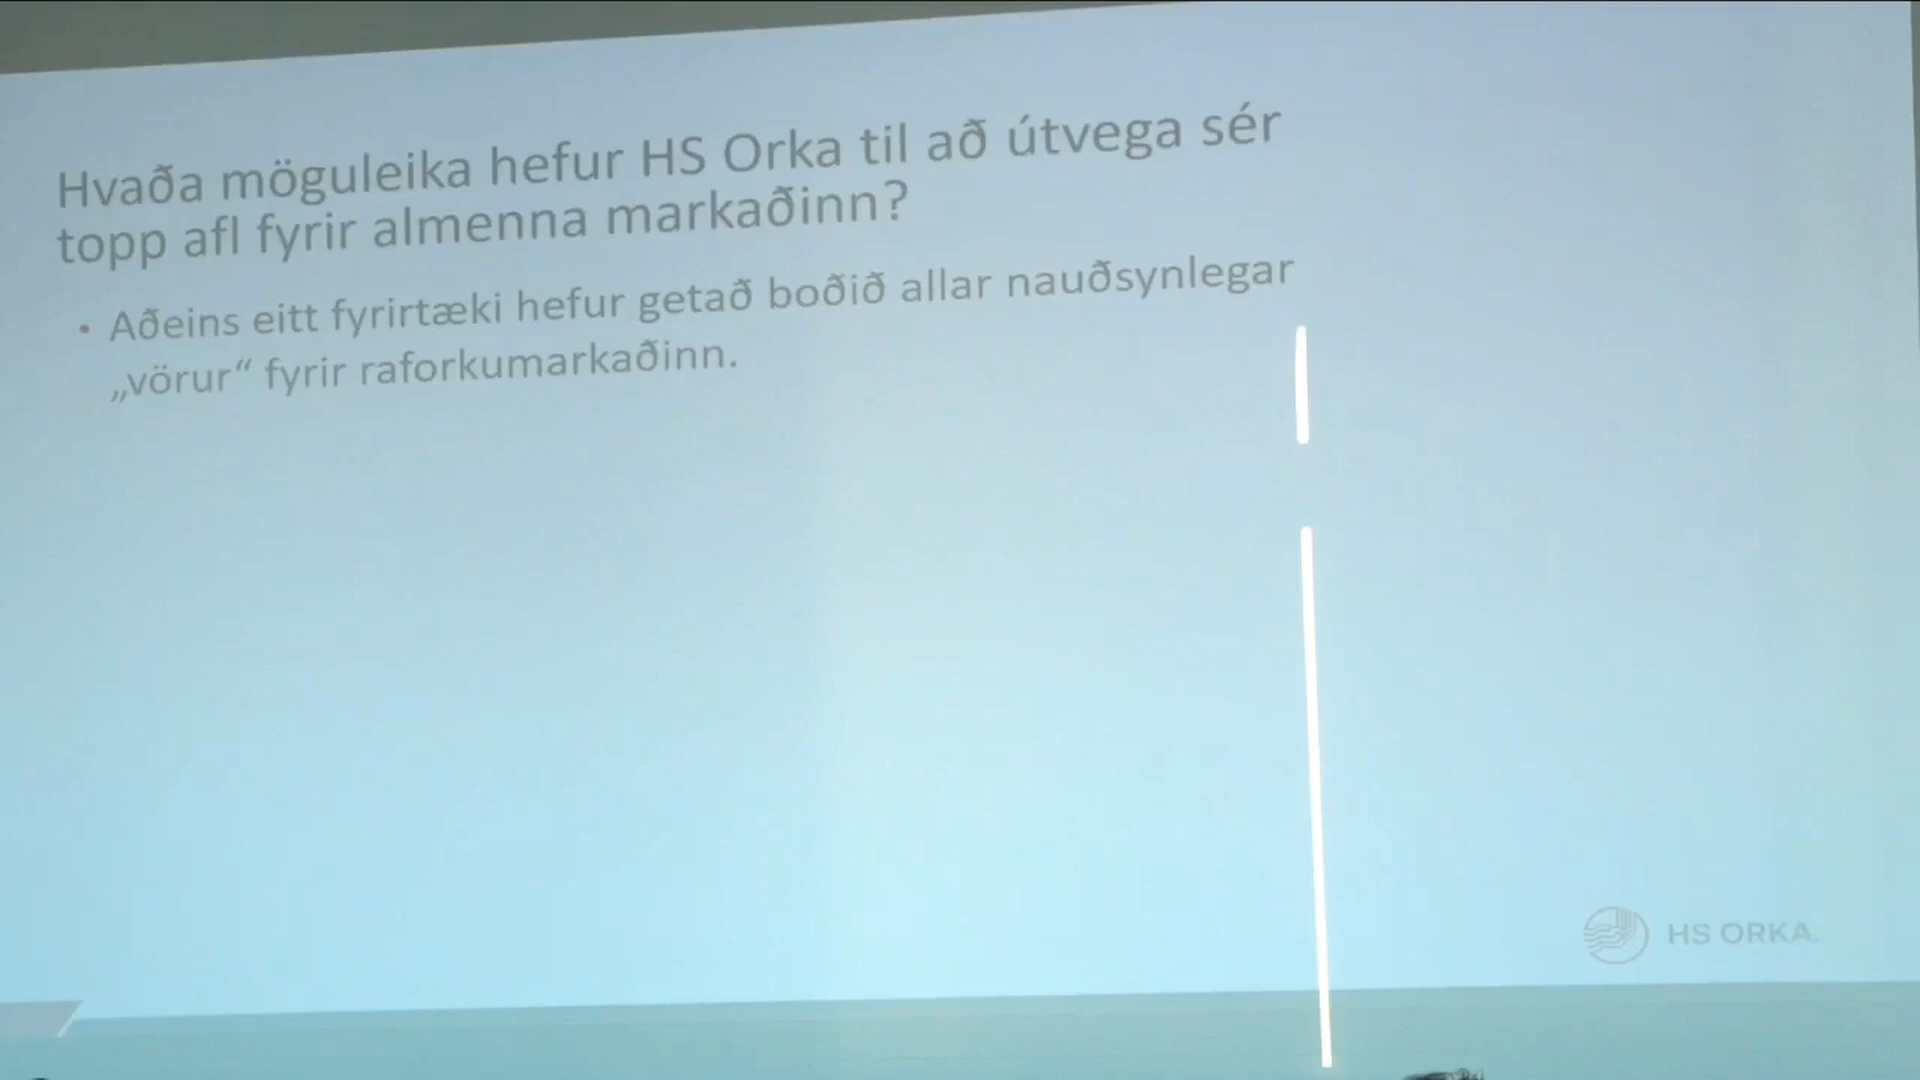 Hvaða möguleika hefur HS Orka til að útvega sér
topp afl fyrir almenna markaðinn?
• Aðeins eitt fyrirtæki hefur getað boðið allar nauðsynlegar
„vörur“ fyrir raforkumarkaðinn.
HS ORKA.